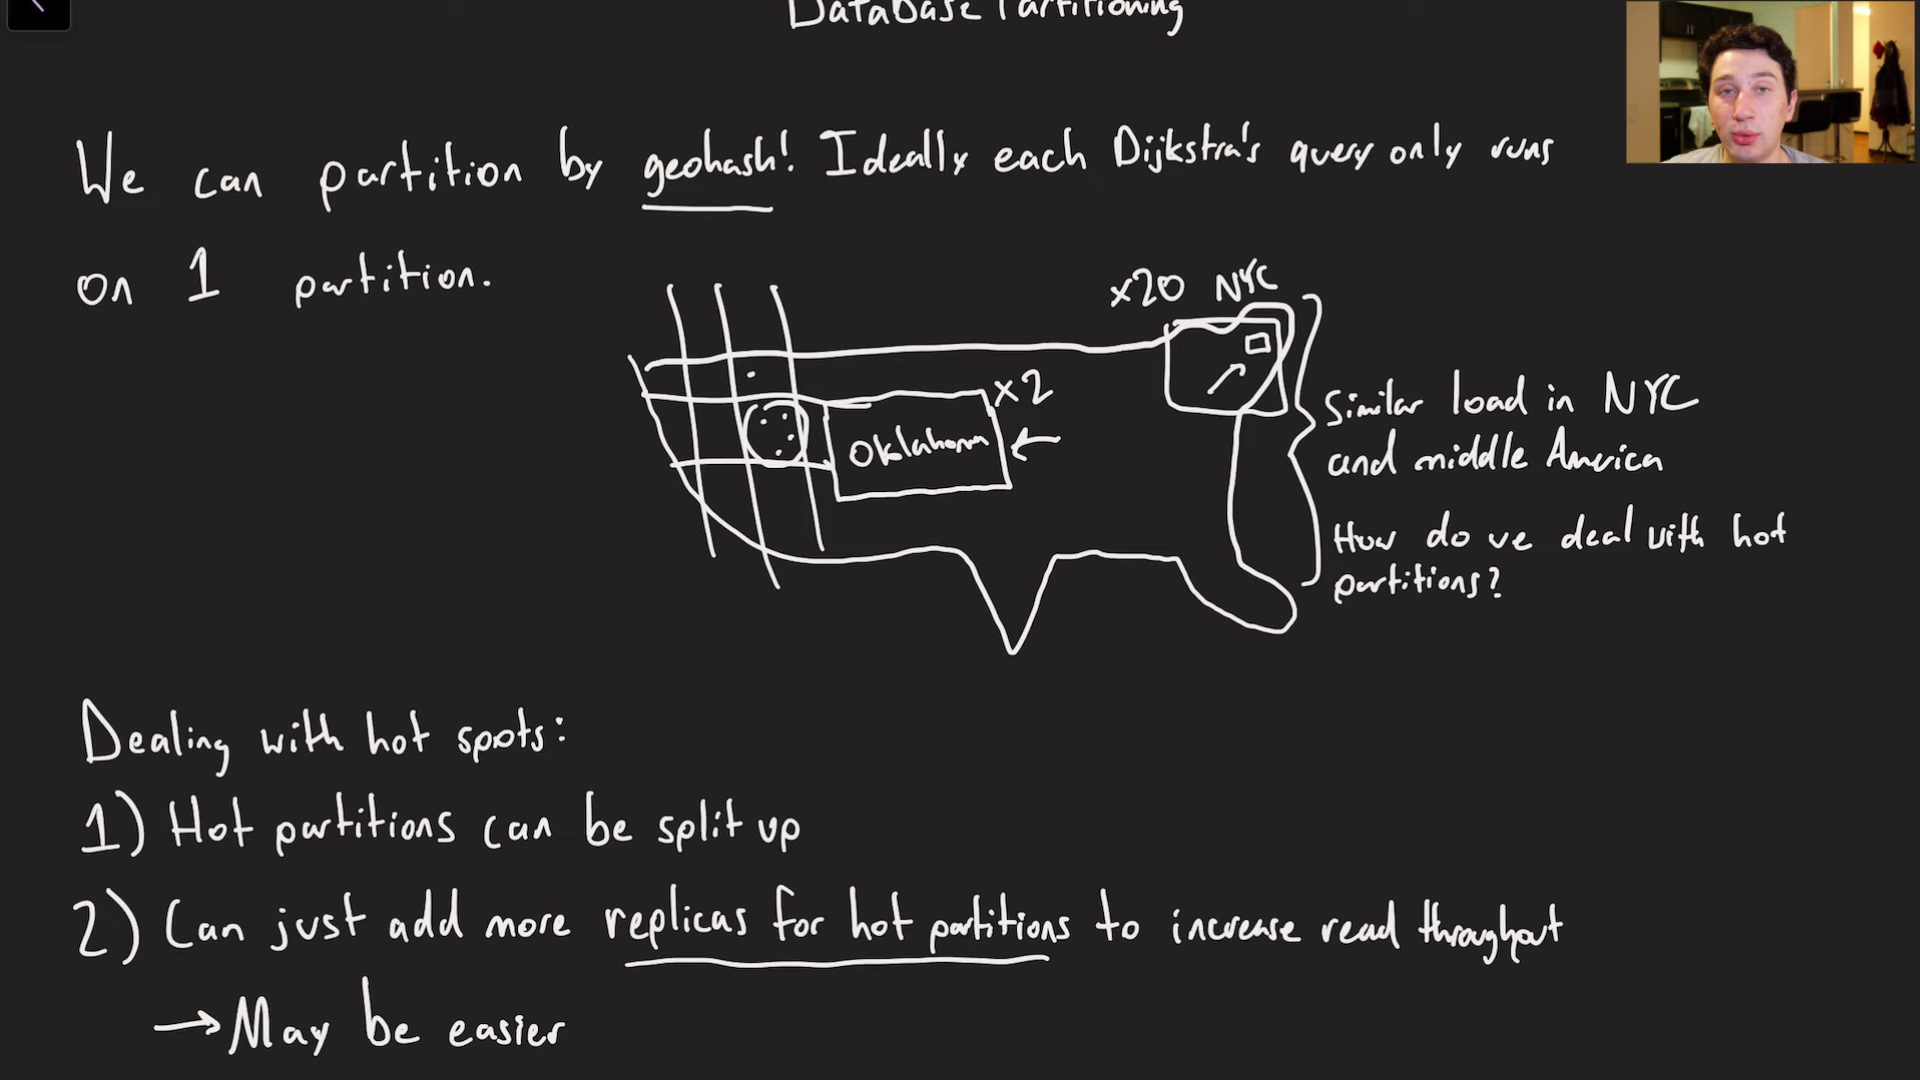 DataBase Partitioning
We can partition by geohash! Ideally each Dijkstra's query only runs
on 1 partition.
x20 NYC
x2
Oklahoma
Similar load in NYC
and middle America
How do we deal with hot
partitions?
Dealing with hot spots:
1) Hot partitions can be split up
2) Can just add more replicas for hot partitions to increase read throughput
→ May be easier